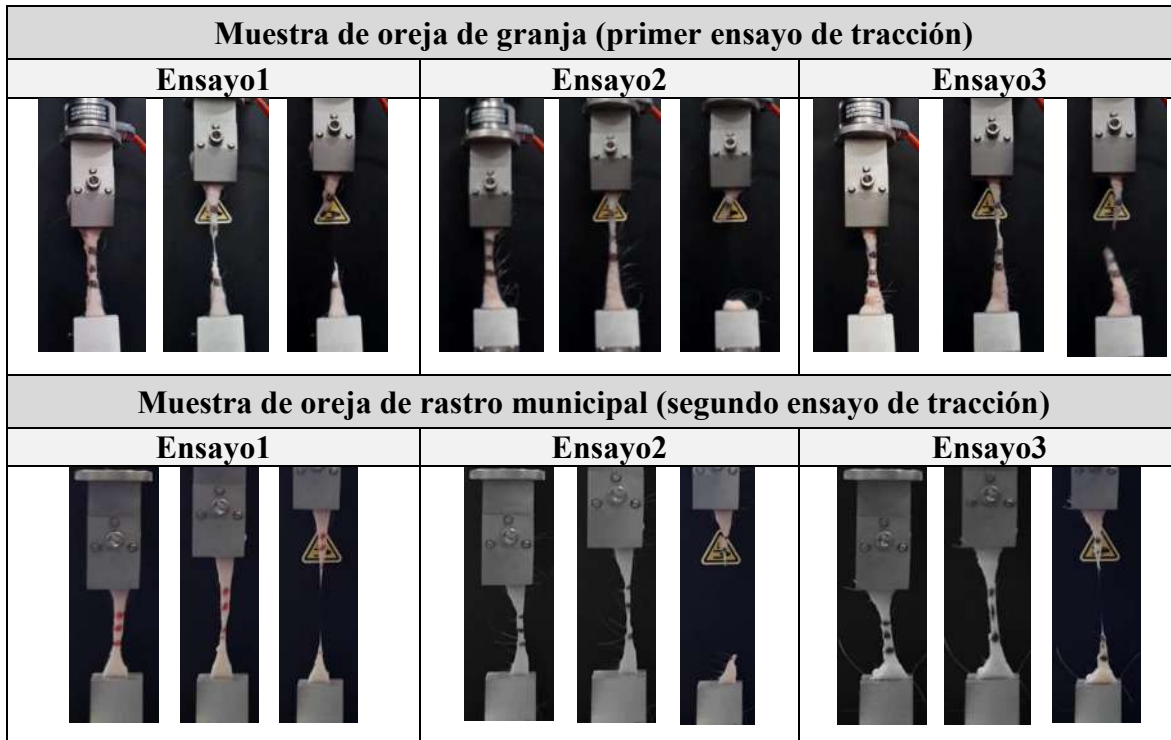 Muestra de oreja de granja (primer ensayo de tracción)
Ensayo1
Ensayo2
Ensayo3
Muestra de oreja de rastro municipal (segundo ensayo de tracción)
Ensayo1
Ensayo2
Ensayo3